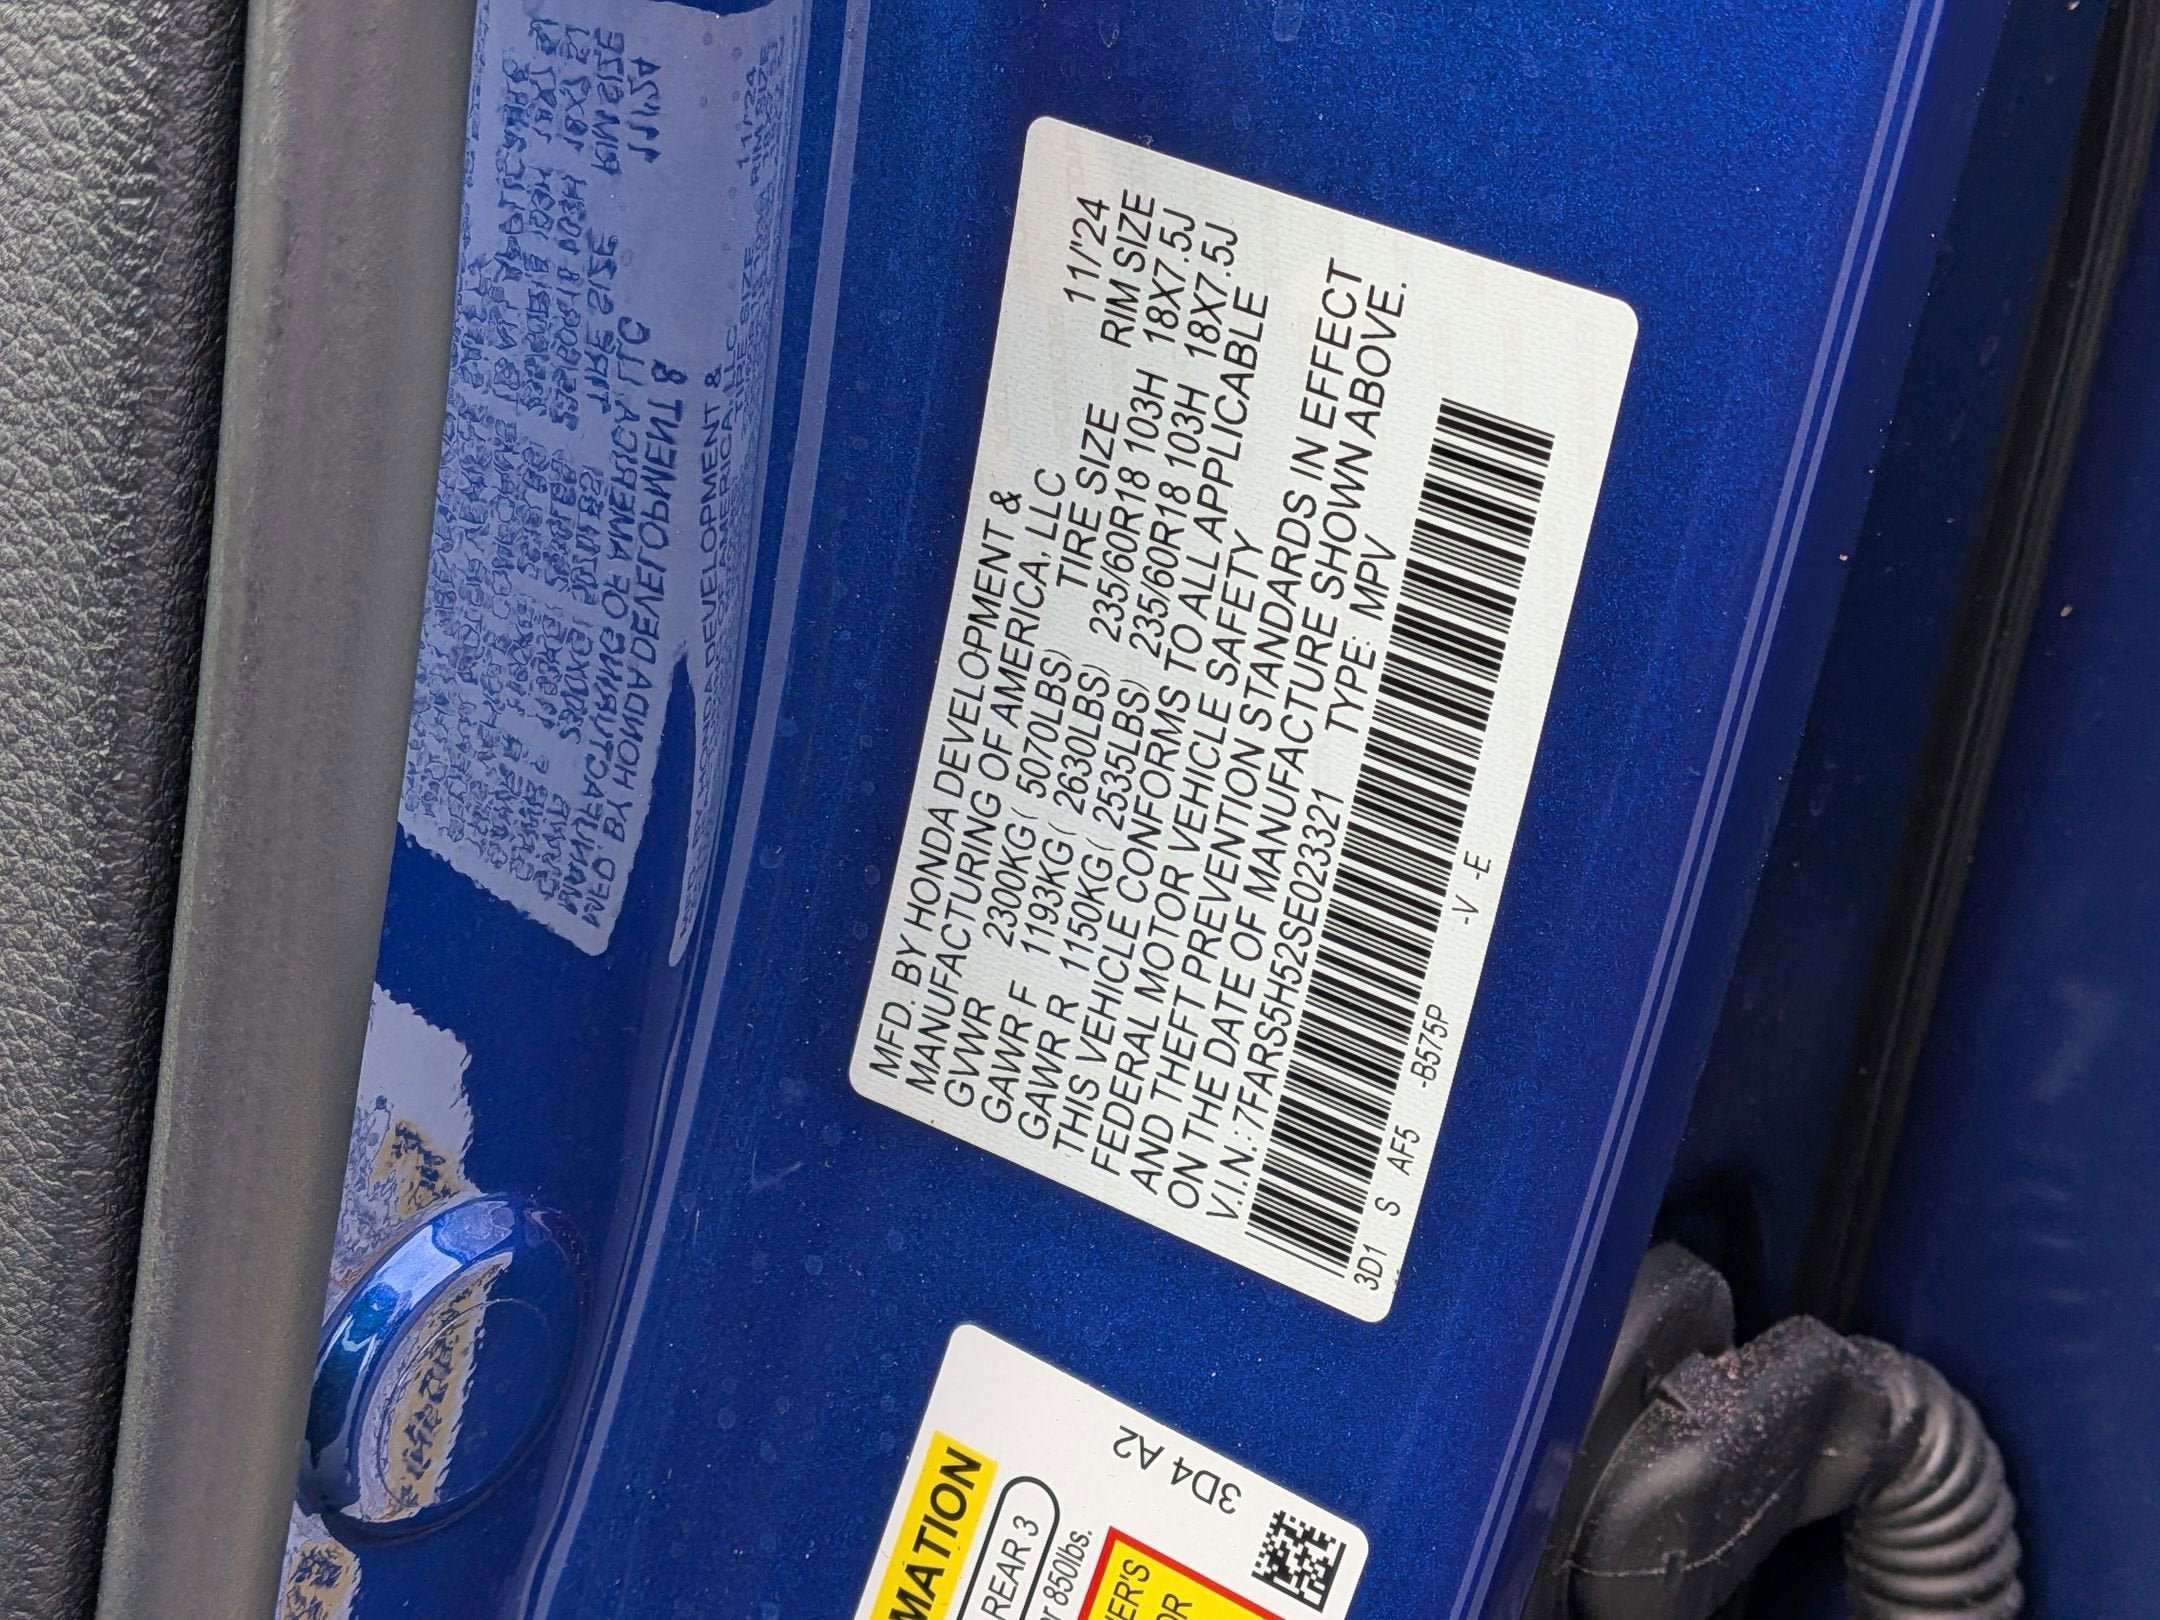 MFD. BY HONDA DEVELOPMENT &
MANUFACTURING OF AMERICA, LLC 11/'24
GVWR 2300KG( 5070LBS) TIRE SIZE RIM SIZE
GAWR F 1193KG( 2630LBS) 235/60R18 103H 18X7.5J
GAWR R 1150KG( 2535LBS) 235/60R18 103H 18X7.5J
THIS VEHICLE CONFORMS TO ALL APPLICABLE
FEDERAL MOTOR VEHICLE SAFETY
AND THEFT PREVENTION STANDARDS IN EFFECT
ON THE DATE OF MANUFACTURE SHOWN ABOVE.
V.I.N.: 7FARS5H52SE023321 TYPE: MPV
3D1 S AF5 -B575P -V -E
MATION
REAR 3
or 850lbs.
3D4 A2
ER'S
OR